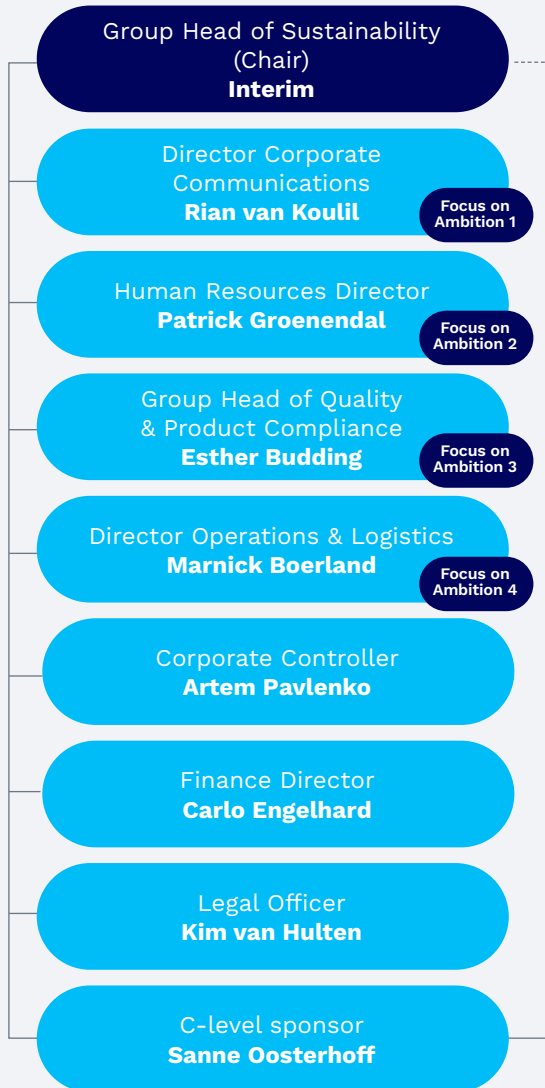 Group Head of Sustainability
(Chair)
Interim
Director Corporate
Communications
Rian van Koulil
Focus on
Ambition 1
Human Resources Director
Patrick Groenendal
Focus on
Ambition 2
Group Head of Quality
& Product Compliance
Esther Budding
Focus on
Ambition 3
Director Operations & Logistics
Marnick Boerland
Focus on
Ambition 4
Corporate Controller
Artem Pavlenko
Finance Director
Carlo Engelhard
Legal Officer
Kim van Hulten
C-level sponsor
Sanne Oosterhoff